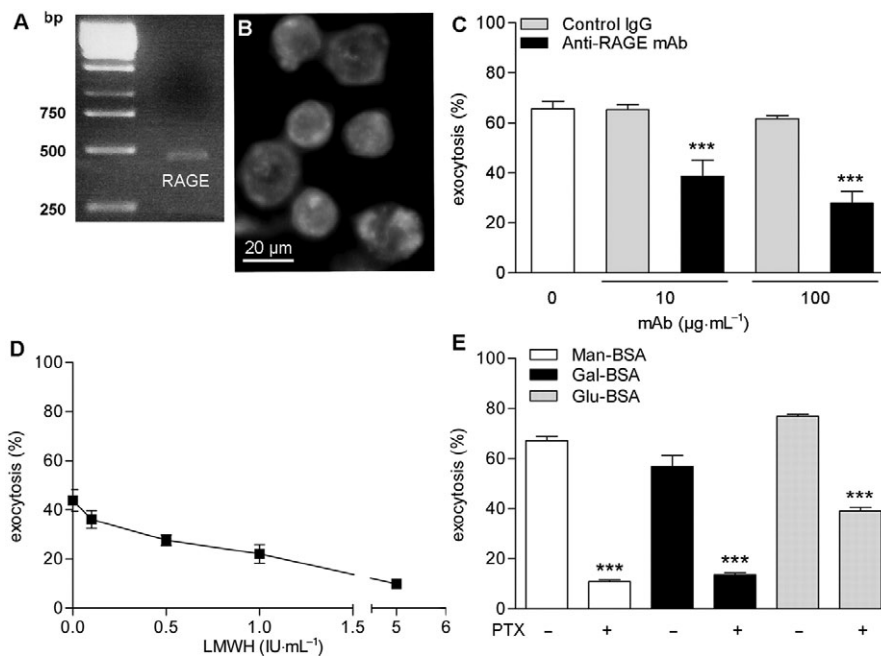 A
bp
750
500
250
RAGE
B
20 µm
C
Control IgG
Anti-RAGE mAb
100
80
60
40
20
0
exocytosis (%)
***
***
0
10
100
mAb (µg·mL⁻¹)
D
100
80
60
40
20
0
exocytosis (%)
0.0
0.5
1.0
1.5
5
6
LMWH (IU·mL⁻¹)
E
Man-BSA
Gal-BSA
Glu-BSA
100
80
60
40
20
0
exocytosis (%)
***
***
***
PTX – + – + – +